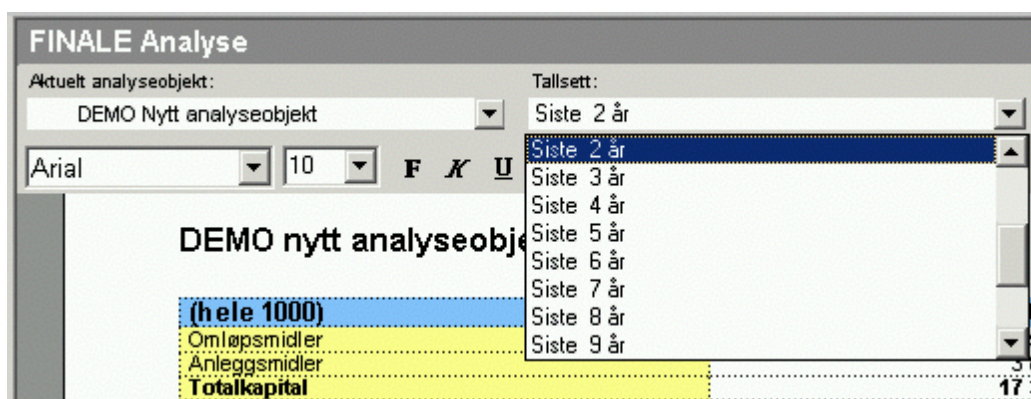 FINALE Analyse
Aktuelt analyseobjekt:
Tallsett:
DEMO Nytt analyseobjekt
Siste 2 år
Arial
10
F K U
Siste 2 år
Siste 3 år
Siste 4 år
Siste 5 år
Siste 6 år
Siste 7 år
Siste 8 år
Siste 9 år
DEMO nytt analyseobje
(hele 1000)
Omløpsmidler
Anleggsmidler
Totalkapital
17